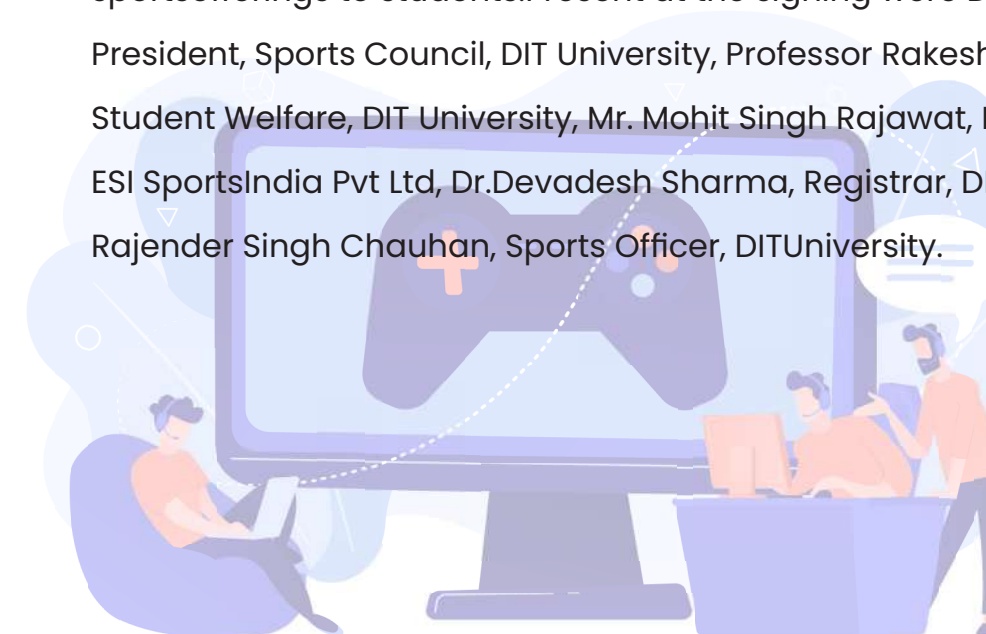 President, Sports Council, DIT University, Professor Rakesh
Student Welfare, DIT University, Mr. Mohit Singh Rajawat,
ESI SportsIndia Pvt Ltd, Dr.Devadesh Sharma, Registrar,
Rajender Singh Chauhan, Sports Officer, DITUniversity.